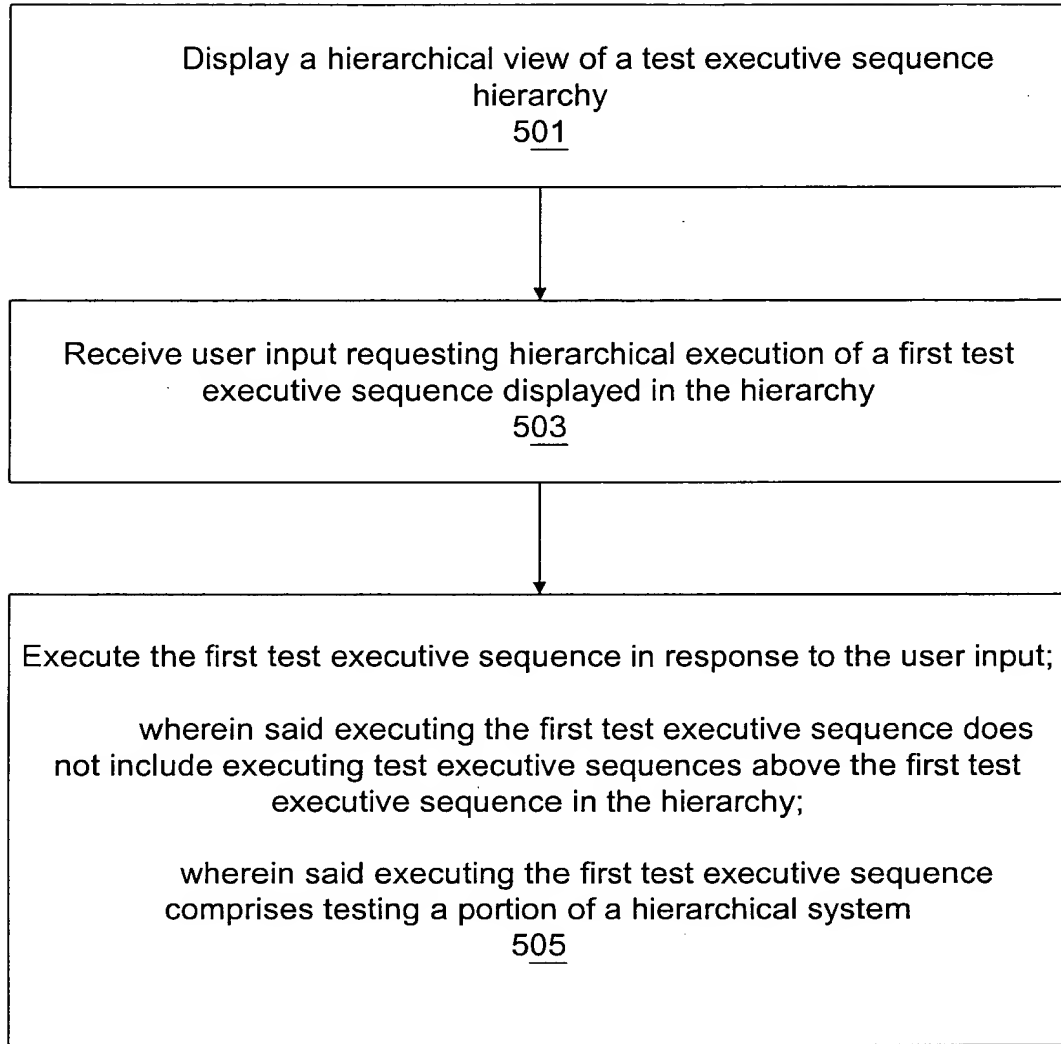 Display a hierarchical view of a test executive sequence
hierarchy
501
Receive user input requesting hierarchical execution of a first test
executive sequence displayed in the hierarchy
503
Execute the first test executive sequence in response to the user input;
wherein said executing the first test executive sequence does
not include executing test executive sequences above the first test
executive sequence in the hierarchy;
wherein said executing the first test executive sequence
comprises testing a portion of a hierarchical system
505